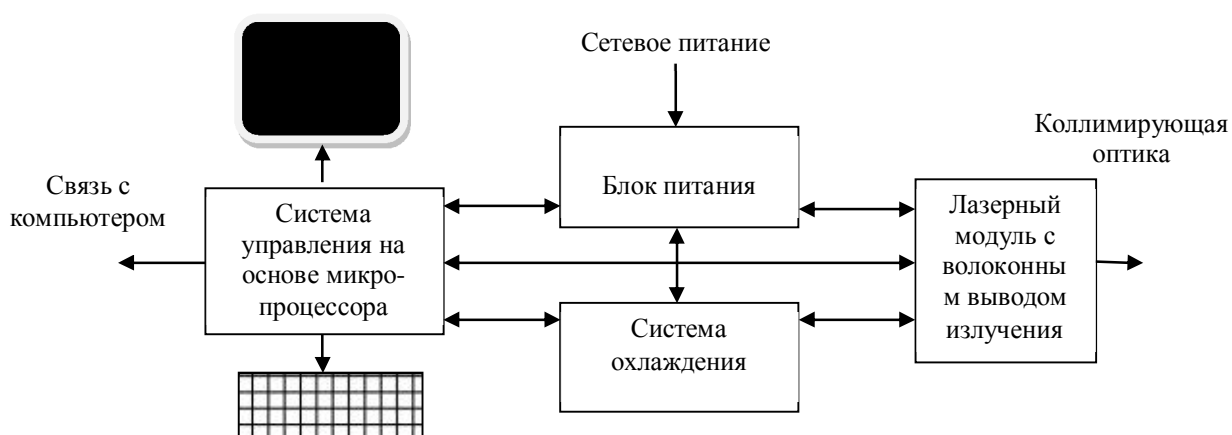 Сетевое питание
Коллимирующая
оптика
Связь с
компьютером
Система
управления на
основе микро-
процессора
Блок питания
Лазерный
модуль с
волоконны
м выводом
излучения
Система
охлаждения